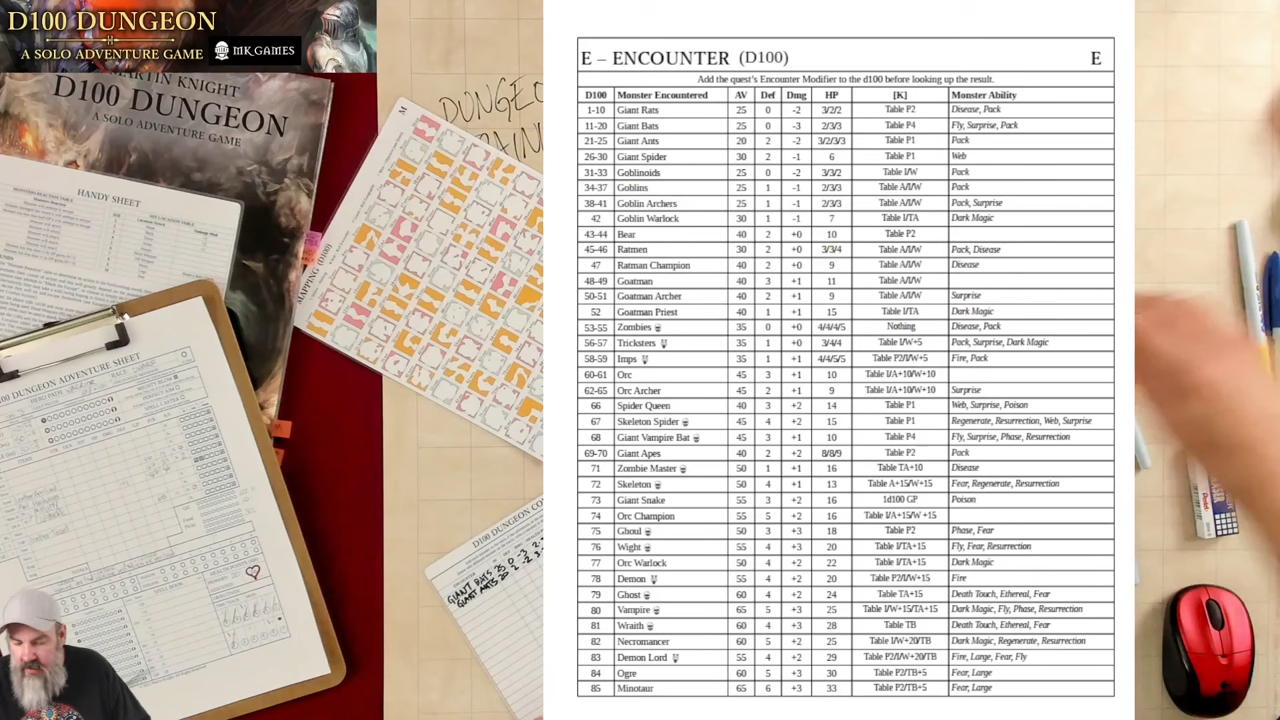 D100 DUNGEON
A SOLO ADVENTURE GAME
MK GAMES
MARTIN KNIGHT
D100 DUNGEON
A SOLO ADVENTURE GAME
HANDY SHEET
MAPPING (D100)
M
DUNGEON ADVENTURE SHEET
D100 DUNGEON
GIANT RATS 25 0 -3
GIANT ANTS 20 2 -2
E – ENCOUNTER (D100) E
Add the quest's Encounter Modifier to the d100 before looking up the result.
D100 Monster Encountered AV Def Dmg HP [K] Monster Ability
1-10 Giant Rats 25 0 -2 3/2/2 Table P2 Disease, Pack
11-20 Giant Bats 25 0 -3 2/3/3 Table P4 Fly, Surprise, Pack
21-25 Giant Ants 20 2 -2 3/2/3/3 Table P1 Pack
26-30 Giant Spider 30 2 -1 6 Table P1 Web
31-33 Goblinoids 25 0 -2 3/3/2 Table I/W Pack
34-37 Goblins 25 1 -1 2/3/3 Table A/I/W Pack
38-41 Goblin Archers 25 1 -1 2/3/3 Table A/I/W Pack, Surprise
42 Goblin Warlock 30 1 -1 7 Table I/TA Dark Magic
43-44 Bear 40 2 +0 10 Table P2
45-46 Ratmen 30 2 +0 3/3/4 Table A/I/W Pack, Disease
47 Ratman Champion 40 2 +0 9 Table A/I/W Disease
48-49 Goatman 40 3 +1 11 Table A/I/W
50-51 Goatman Archer 40 2 +1 9 Table A/I/W Surprise
52 Goatman Priest 40 1 +1 15 Table I/TA Dark Magic
53-55 Zombies 35 0 +0 4/4/4/5 Nothing Disease, Pack
56-57 Tricksters 35 1 +0 3/4/4 Table I/W+5 Pack, Surprise, Dark Magic
58-59 Imps 35 1 +1 4/4/5/5 Table P2/I/W+5 Fire, Pack
60-61 Orc 45 3 +1 10 Table I/A+10/W+10
62-65 Orc Archer 45 2 +1 9 Table I/A+10/W+10 Surprise
66 Spider Queen 40 3 +2 14 Table P1 Web, Surprise, Poison
67 Skeleton Spider 45 4 +2 15 Table P1 Regenerate, Resurrection, Web, Surprise
68 Giant Vampire Bat 45 3 +1 10 Table P4 Fly, Surprise, Phase, Resurrection
69-70 Giant Apes 40 2 +2 8/8/9 Table P2 Pack
71 Zombie Master 50 1 +1 16 Table TA+10 Disease
72 Skeleton 50 4 +1 13 Table A+15/W+15 Fear, Regenerate, Resurrection
73 Giant Snake 55 3 +2 16 1d100 GP Poison
74 Orc Champion 55 5 +2 16 Table I/A+15/W +15
75 Ghoul 50 3 +3 18 Table P2 Phase, Fear
76 Wight 55 4 +3 20 Table I/TA+15 Fly, Fear, Resurrection
77 Orc Warlock 50 3 +2 22 Table I/TA+15 Dark Magic
78 Demon 55 4 +2 20 Table P2/I/W+15 Fire
79 Ghost 60 4 +2 24 Table TA+15 Death Touch, Ethereal, Fear
80 Vampire 65 5 +3 25 Table I/W+15/TA+15 Dark Magic, Fly, Phase, Resurrection
81 Wraith 60 4 +3 28 Table TB Death Touch, Ethereal, Fear
82 Necromancer 60 5 +2 25 Table I/W+20/TB Dark Magic, Regenerate, Resurrection
83 Demon Lord 55 4 +2 29 Table P2/I/W+20/TB Fire, Large, Fear, Fly
84 Ogre 60 5 +3 30 Table P2/TB+5 Fear, Large
85 Minotaur 65 6 +3 33 Table P2/TB+5 Fear, Large